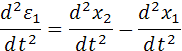 d²ε₁/dt² = d²x₂/dt² − d²x₁/dt²